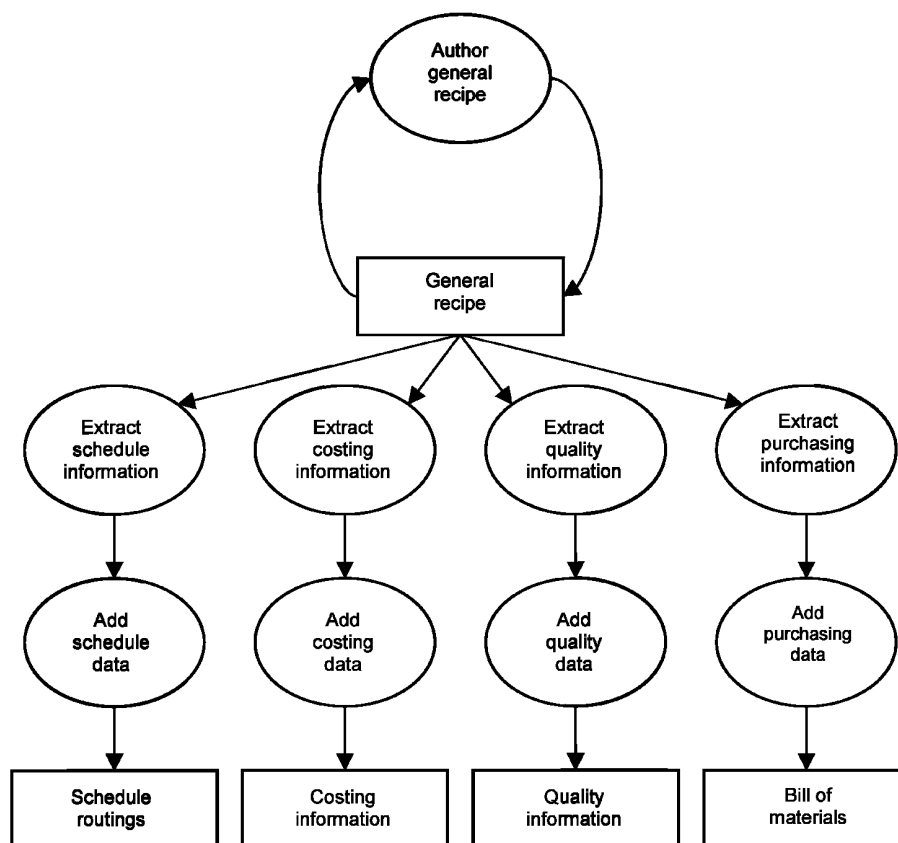 Author
general
recipe
General
recipe
Extract
schedule
information
Extract
costing
information
Extract
quality
information
Extract
purchasing
information
Add
schedule
data
Add
costing
data
Add
quality
data
Add
purchasing
data
Schedule
routings
Costing
information
Quality
information
Bill of
materials